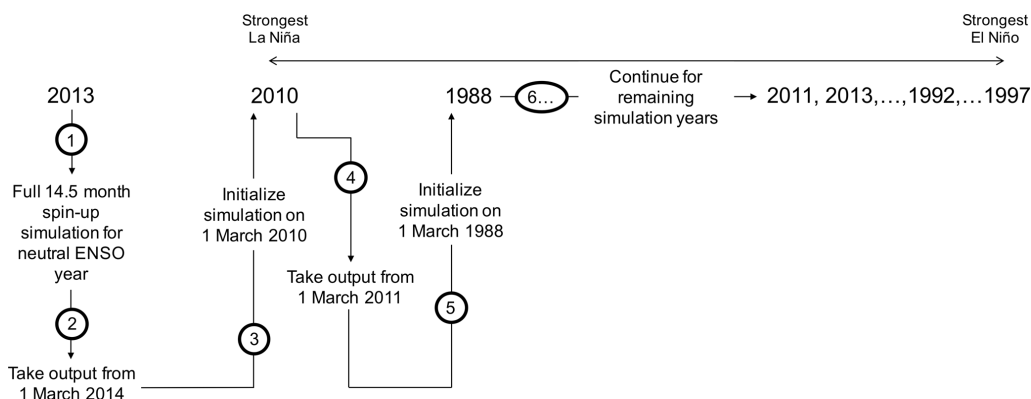 Strongest
La Niña
Strongest
El Niño
2013
2010
1988
6...
Continue for
remaining
simulation years
2011, 2013,...,1992,...1997
1
Full 14.5 month
spin-up
simulation for
neutral ENSO
year
2
Take output from
1 March 2014
Initialize
simulation on
1 March 2010
3
4
Take output from
1 March 2011
Initialize
simulation on
1 March 1988
5